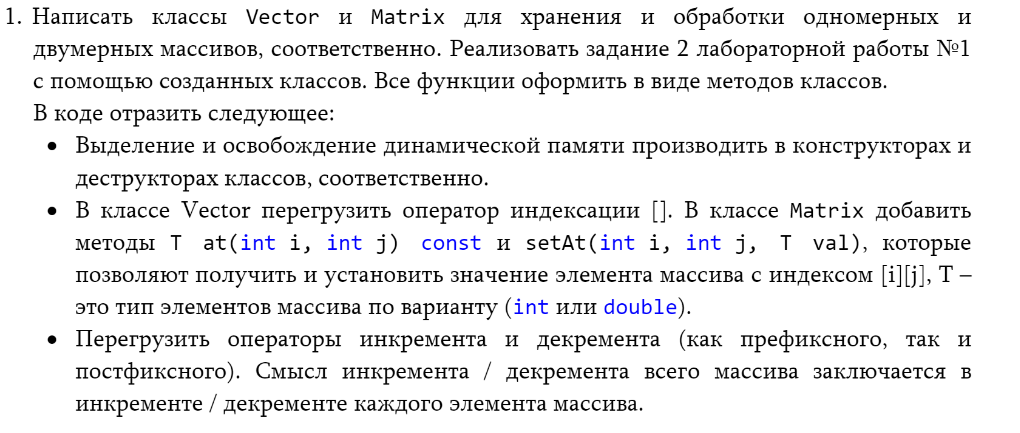 1. Написать классы Vector и Matrix для хранения и обработки одномерных и
двумерных массивов, соответственно. Реализовать задание 2 лабораторной работы №1
с помощью созданных классов. Все функции оформить в виде методов классов.
В коде отразить следующее:
• Выделение и освобождение динамической памяти производить в конструкторах и
деструкторах классов, соответственно.
• В классе Vector перегрузить оператор индексации []. В классе Matrix добавить
методы T at(int i, int j) const и setAt(int i, int j, T val), которые
позволяют получить и установить значение элемента массива с индексом [i][j], T –
это тип элементов массива по варианту (int или double).
• Перегрузить операторы инкремента и декремента (как префиксного, так и
постфиксного). Смысл инкремента / декремента всего массива заключается в
инкременте / декременте каждого элемента массива.